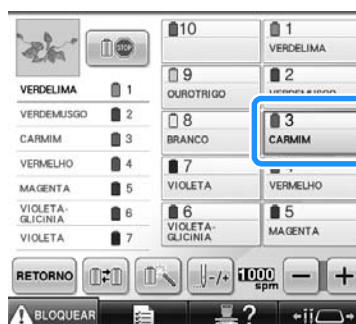 VERDELIMA 1
VERDEMUSGO 2
CARMIM 3
VERMELHO 4
MAGENTA 5
VIOLETA-
GLICINIA 6
VIOLETA 7
10
1
VERDELIMA
9
OUROTRIGO
2
VERDEMUSGO
8
BRANCO
3
CARMIM
7
VIOLETA
VERMELHO
6
VIOLETA-
GLICINIA
5
MAGENTA
RETORNO
-/+
1000
spm
-
+
BLOQUEAR
?